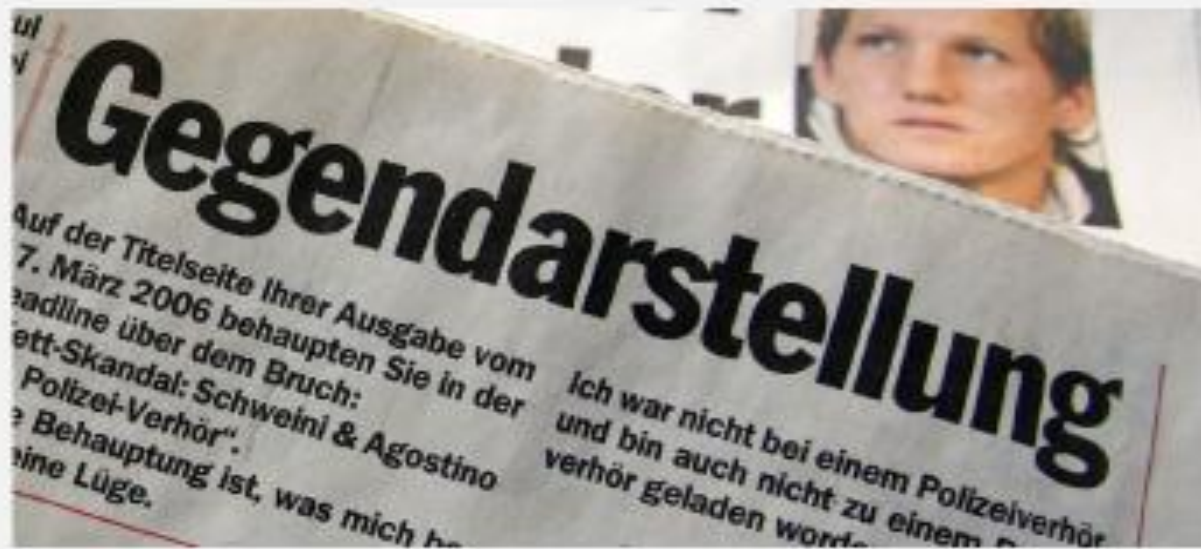 Gegendarstellung
Auf der Titelseite Ihrer Ausgabe vom
7. März 2006 behaupten Sie in der
eadline über dem Bruch:
ett-Skandal: Schweini & Agostino
Polizei-Verhör“.
Behauptung ist, was mich
eine Lüge.
ich war nicht bei einem Polizeiverhör
und bin auch nicht zu einem
verhör geladen